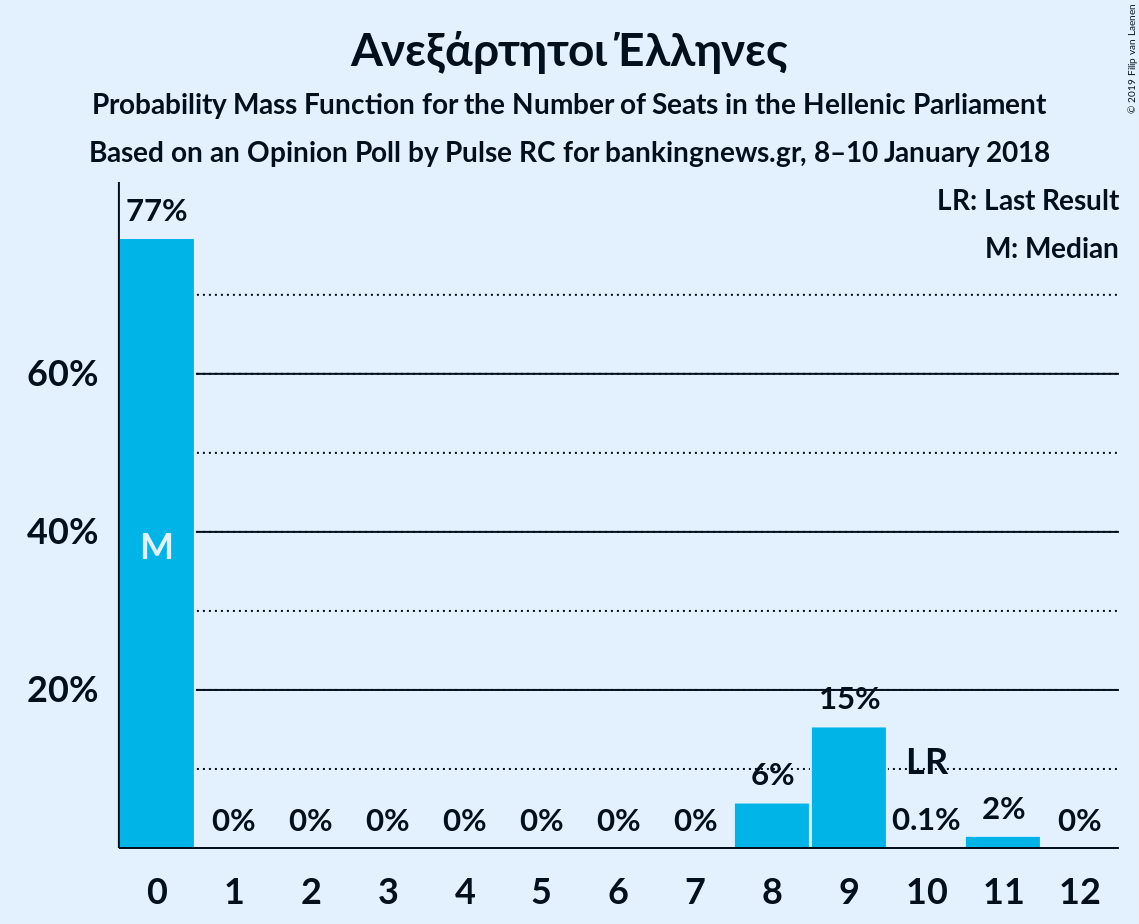 Ανεξάρτητοι Έλληνες
Probability Mass Function for the Number of Seats in the Hellenic Parliament
Based on an Opinion Poll by Pulse RC for bankingnews.gr, 8–10 January 2018
© 2019 Filip van Laenen
LR: Last Result
M: Median
77%
60%
40%
M
20%
15%
LR
6%
0% 0% 0% 0% 0% 0% 0% 0.1% 2% 0%
0 1 2 3 4 5 6 7 8 9 10 11 12